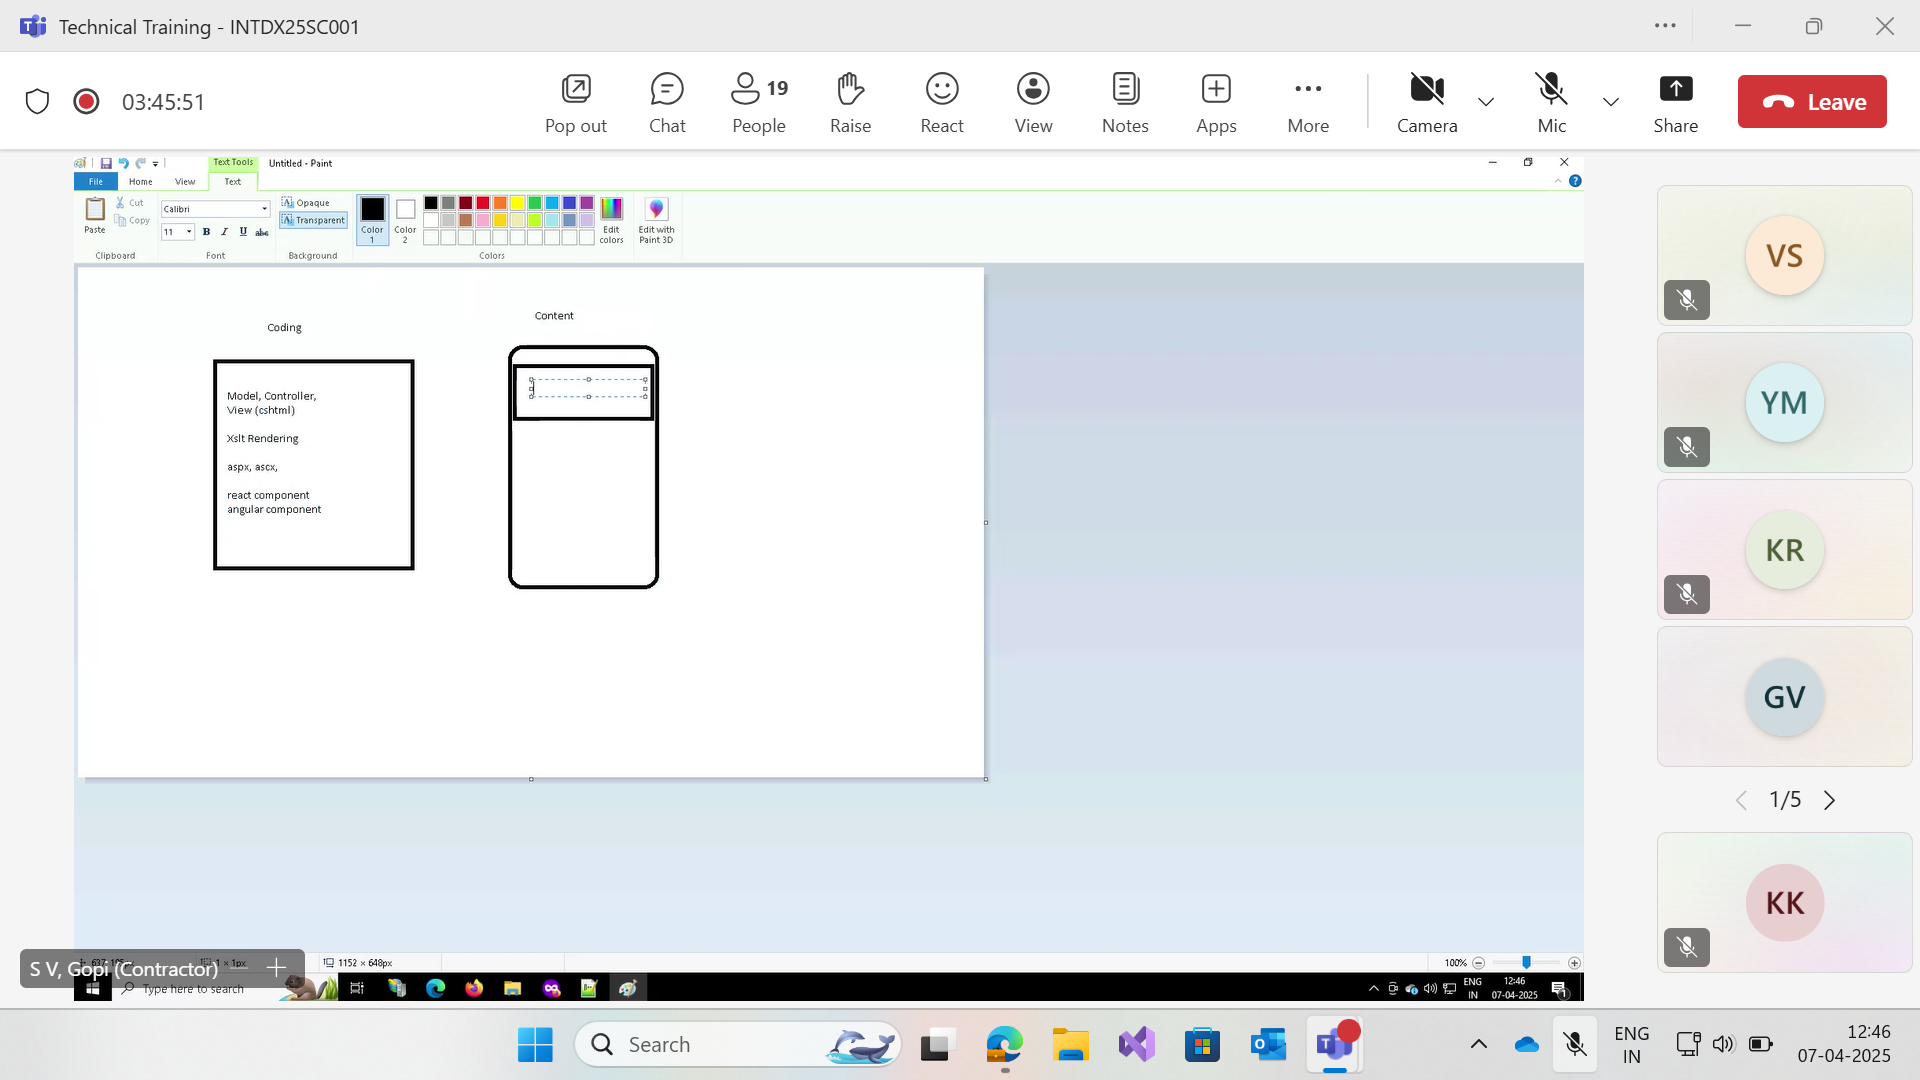 Technical Training - INTDX25SC001
03:45:51
Pop out
Chat
19
People
Raise
React
View
Notes
Apps
More
Camera
Mic
Share
Leave
Text Tools
Untitled - Paint
File
Home
View
Text
Paste
Cut
Copy
Clipboard
Calibri
11
B
I
U
abc
Font
Opaque
Transparent
Background
Color
1
Color
2
Edit
colors
Edit with
Paint 3D
Colors
Coding
Content
Model, Controller,
View (cshtml)
Xslt Rendering
aspx, ascx,
react component
angular component
VS
YM
KR
GV
1/5
KK
S V, Gopi (Contractor)
1 × 1px
1152 × 648px
100%
Type here to search
ENG
IN
12:46
07-04-2025
1
Search
ENG
IN
12:46
07-04-2025